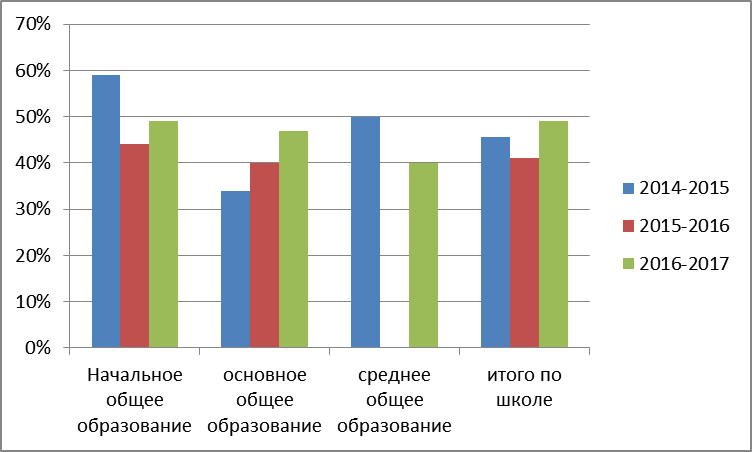 70%
60%
50%
40%
30%
20%
10%
0%
Начальное
общее
образование
основное
общее
образование
среднее
общее
образование
итого по
школе
2014-2015
2015-2016
2016-2017